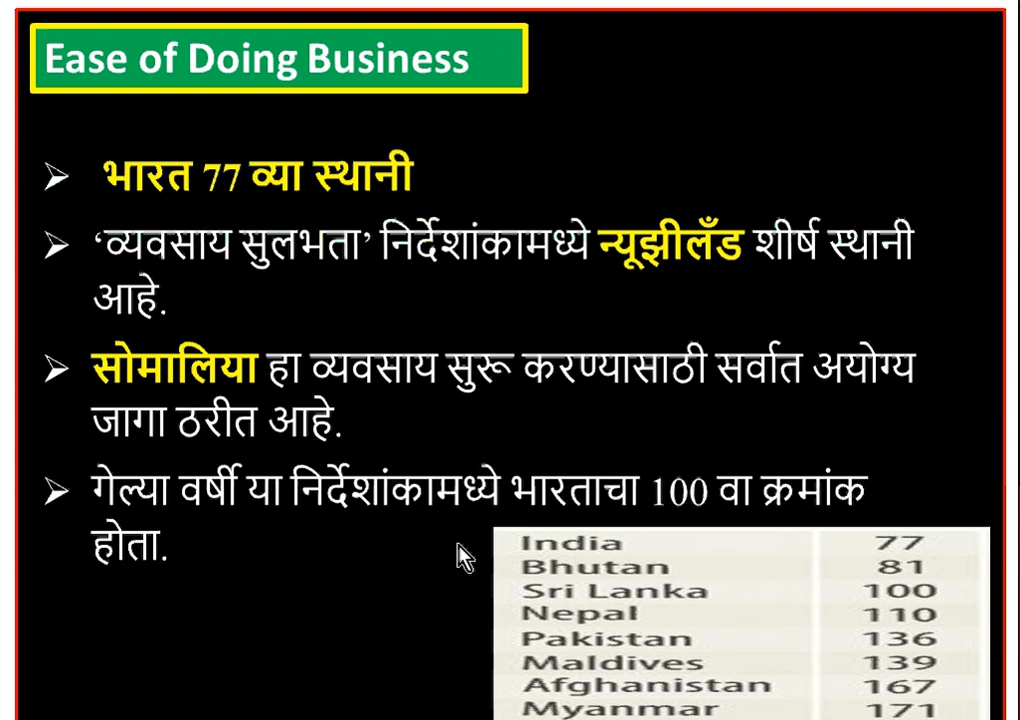 Ease of Doing Business
➢ भारत 77 व्या स्थानी
➢ ‘व्यवसाय सुलभता’ निर्देशांकामध्ये न्यूझीलँड शीर्ष स्थानी
आहे.
➢ सोमालिया हा व्यवसाय सुरू करण्यासाठी सर्वात अयोग्य
जागा ठरीत आहे.
➢ गेल्या वर्षी या निर्देशांकामध्ये भारताचा 100 वा क्रमांक
होता.
India 77
Bhutan 81
Sri Lanka 100
Nepal 110
Pakistan 136
Maldives 139
Afghanistan 167
Myanmar 171